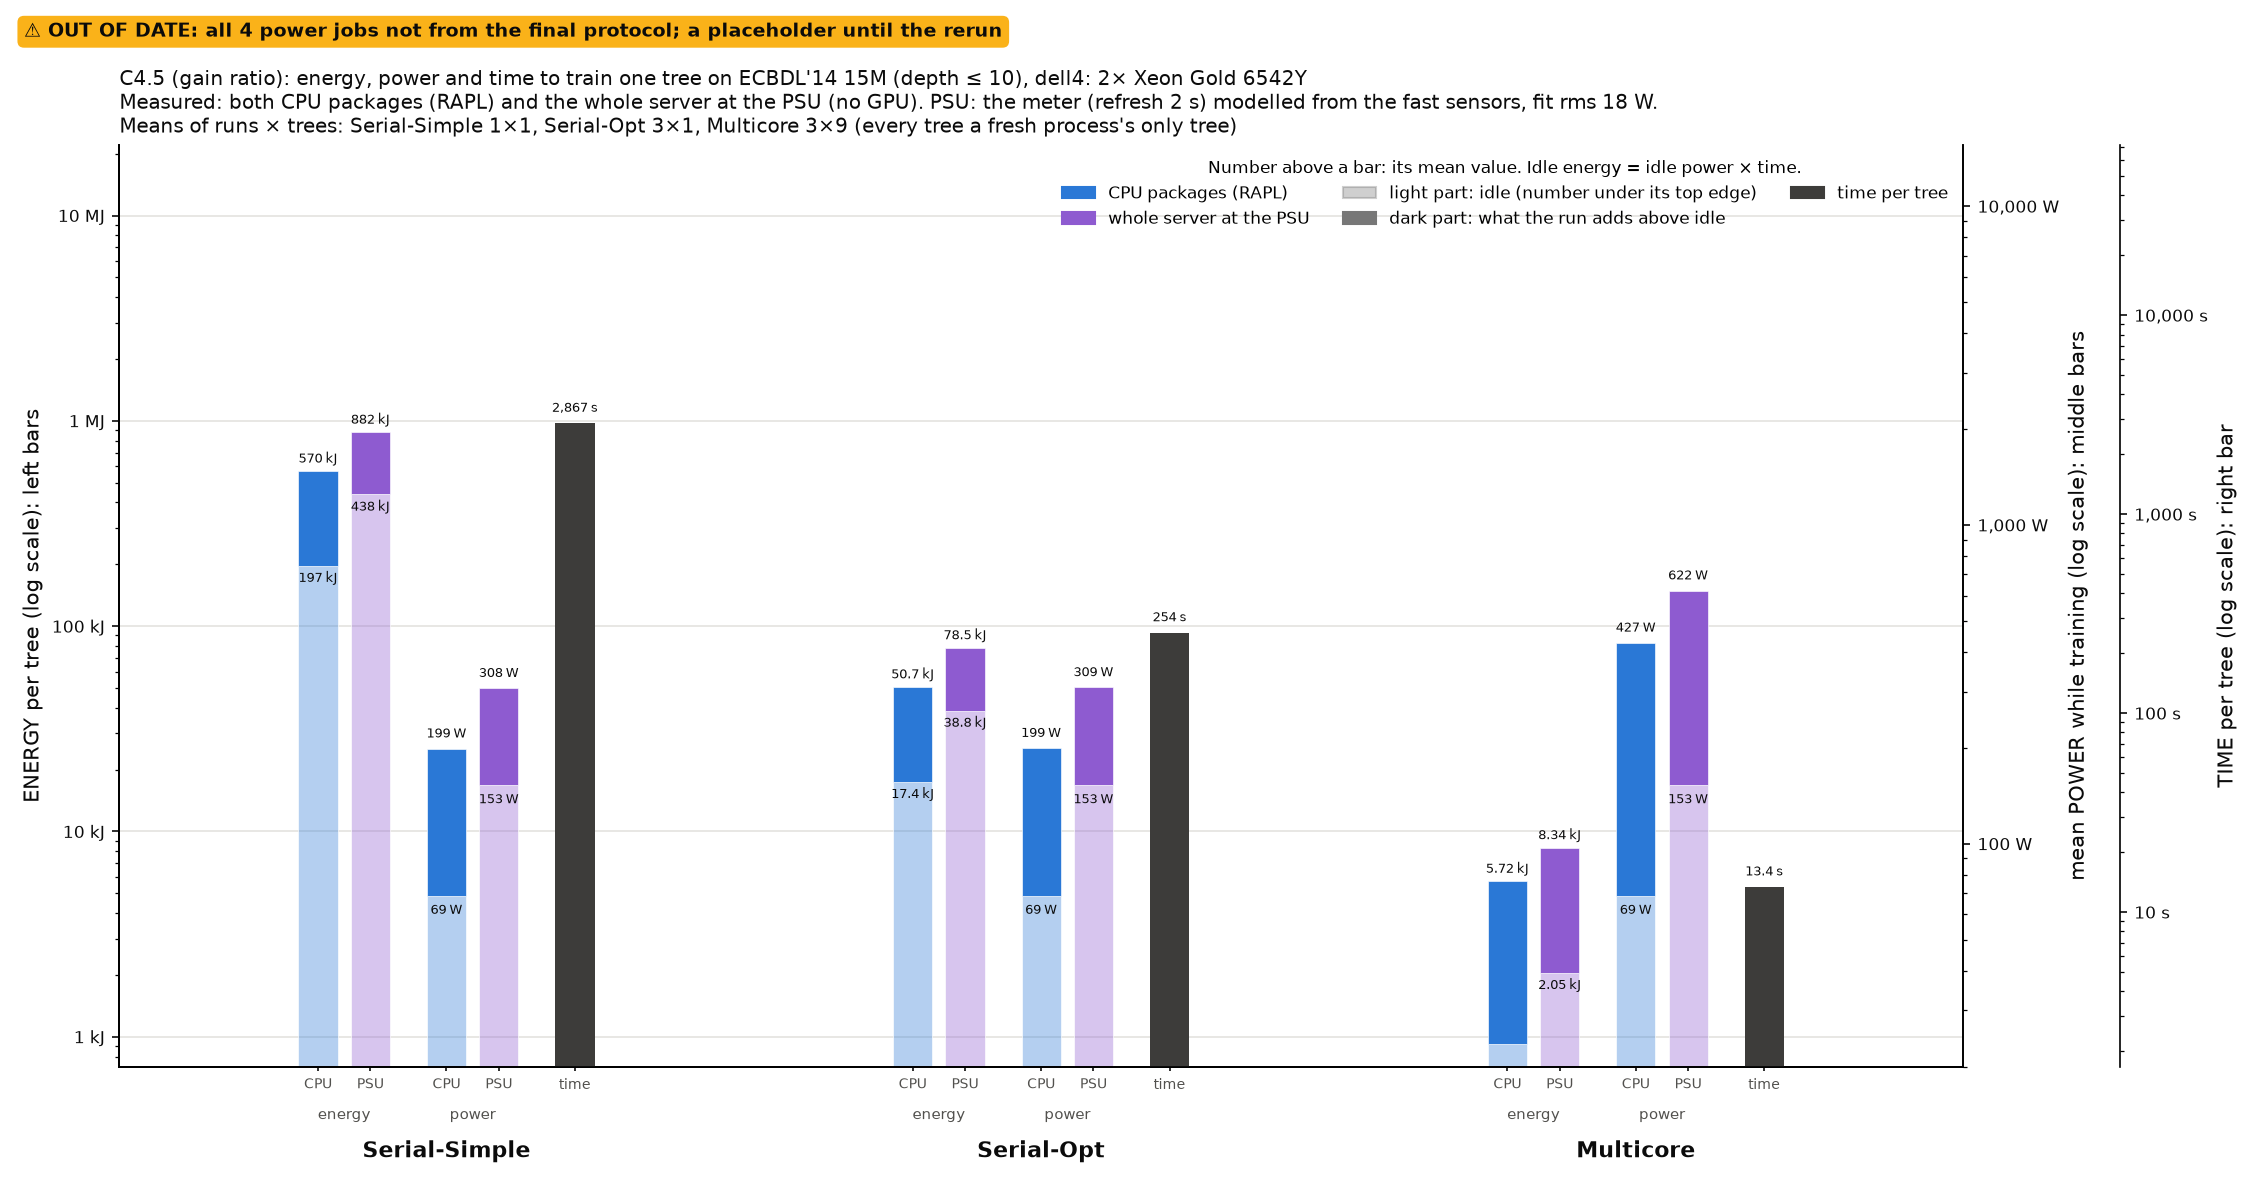 ⚠ OUT OF DATE: all 4 power jobs not from the final protocol; a placeholder until the rerun
C4.5 (gain ratio): energy, power and time to train one tree on ECBDL'14 15M (depth ≤ 10), dell4: 2× Xeon Gold 6542Y
Measured: both CPU packages (RAPL) and the whole server at the PSU (no GPU). PSU: the meter (refresh 2 s) modelled from the fast sensors, fit rms 18 W.
Means of runs × trees: Serial-Simple 1×1, Serial-Opt 3×1, Multicore 3×9 (every tree a fresh process's only tree)
Number above a bar: its mean value. Idle energy = idle power × time.
CPU packages (RAPL)
whole server at the PSU
light part: idle (number under its top edge)
dark part: what the run adds above idle
time per tree
ENERGY per tree (log scale): left bars
10 MJ
1 MJ
100 kJ
10 kJ
1 kJ
570 kJ
197 kJ
882 kJ
438 kJ
199 W
69 W
308 W
153 W
2,867 s
50.7 kJ
17.4 kJ
78.5 kJ
38.8 kJ
199 W
69 W
309 W
153 W
254 s
5.72 kJ
8.34 kJ
2.05 kJ
427 W
69 W
622 W
153 W
13.4 s
10,000 W
1,000 W
100 W
mean POWER while training (log scale): middle bars
10,000 s
1,000 s
100 s
10 s
TIME per tree (log scale): right bar
CPU PSU CPU PSU time
energy power
Serial-Simple
CPU PSU CPU PSU time
energy power
Serial-Opt
CPU PSU CPU PSU time
energy power
Multicore